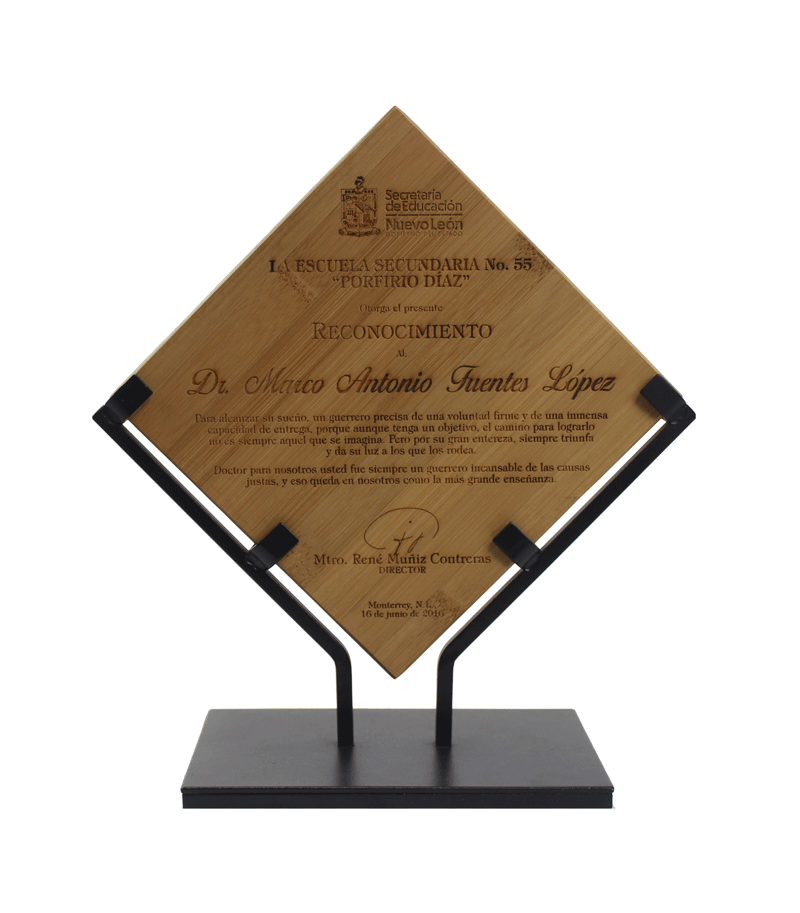 Secretaría
de Educación
Nuevo León
GOBIERNO DEL ESTADO
LA ESCUELA SECUNDARIA No. 55
“PORFIRIO DÍAZ”
Otorga el presente
RECONOCIMIENTO
Al:
Dr. Marco Antonio Fuentes López
Para alcanzar su sueño, un guerrero precisa de una voluntad firme y de una inmensa
capacidad de entrega, porque aunque tenga un objetivo, el camino para lograrlo
no es siempre aquel que se imagina. Pero por su gran entereza, siempre triunfa
y da su luz a los que los rodea.
Doctor para nosotros usted fue siempre un guerrero incansable de las causas
justas, y eso queda en nosotros como la más grande enseñanza.
Mtro. René Muñiz Contreras
DIRECTOR
Monterrey, N.L.
16 de junio de 2016